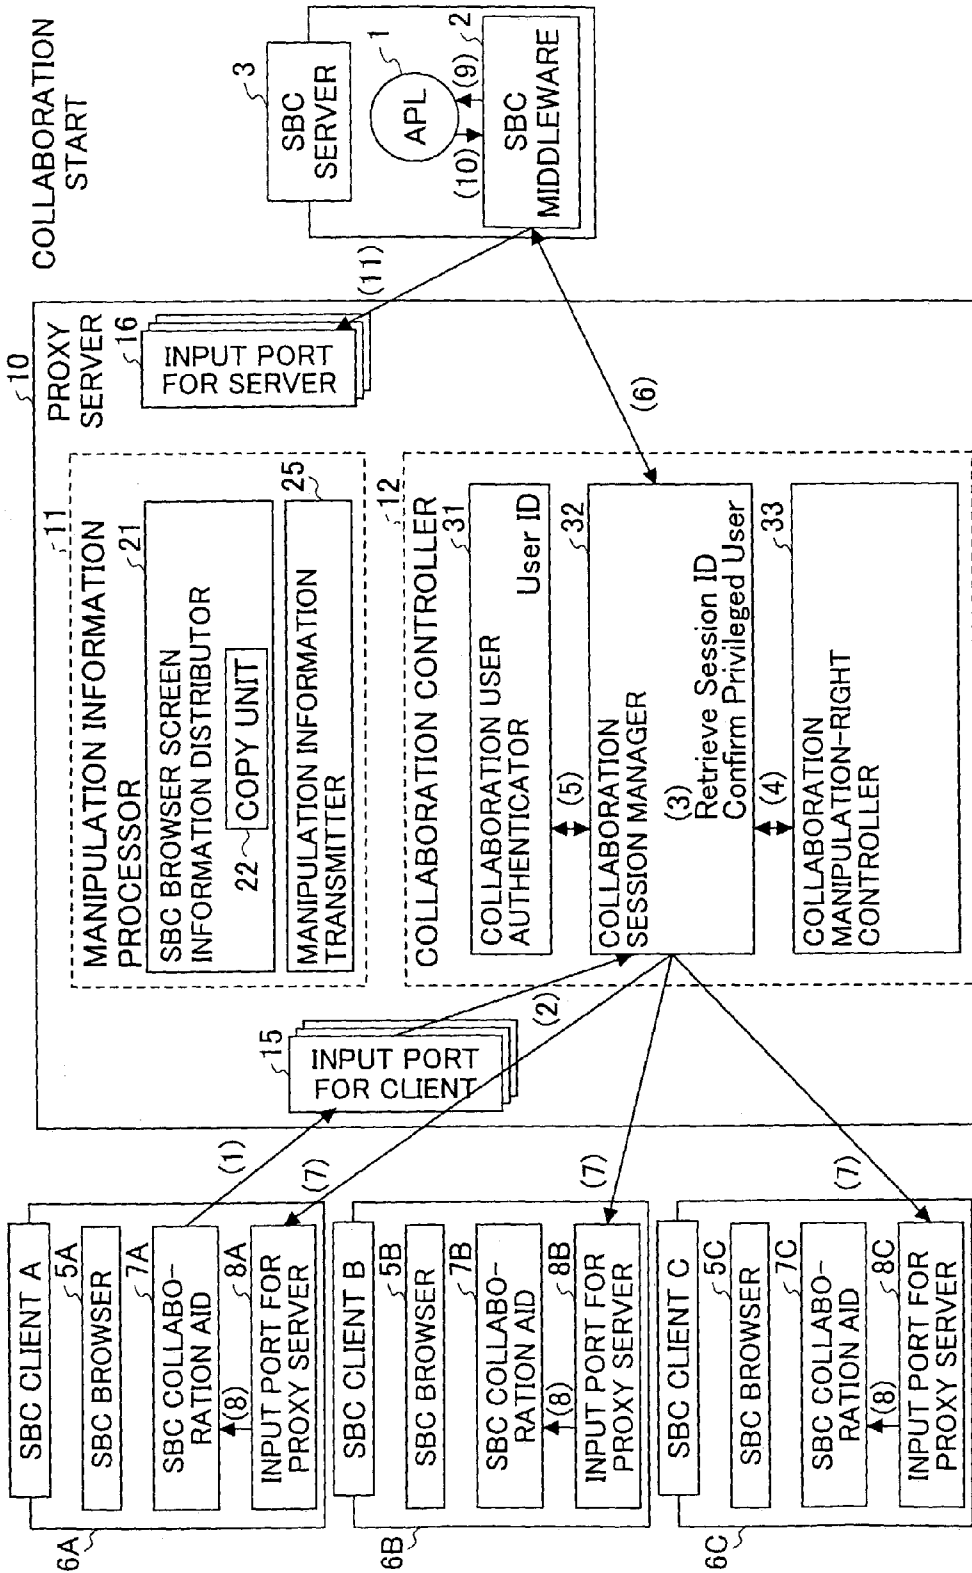 COLLABORATION
START
SBC CLIENT A
6A
SBC BROWSER
5A
SBC COLLABO-
RATION AID
7A
(8)
INPUT PORT FOR
PROXY SERVER
8A
SBC CLIENT B
6B
SBC BROWSER
5B
SBC COLLABO-
RATION AID
7B
(8)
INPUT PORT FOR
PROXY SERVER
8B
SBC CLIENT C
6C
SBC BROWSER
5C
SBC COLLABO-
RATION AID
7C
(8)
INPUT PORT FOR
PROXY SERVER
8C
(1)
(7)
(7)
(7)
10
PROXY
SERVER
15
INPUT PORT
FOR CLIENT
(2)
11
MANIPULATION INFORMATION
PROCESSOR
21
SBC BROWSER SCREEN
INFORMATION DISTRIBUTOR
22
COPY UNIT
25
MANIPULATION INFORMATION
TRANSMITTER
12
COLLABORATION CONTROLLER
31
COLLABORATION USER
AUTHENTICATOR
User ID
(5)
32
COLLABORATION
SESSION MANAGER
(3)
Retrieve Session ID
Confirm Privileged User
(4)
33
COLLABORATION
MANIPULATION-RIGHT
CONTROLLER
16
INPUT PORT
FOR SERVER
(11)
(6)
3
SBC
SERVER
1
APL
(10)
(9)
2
SBC
MIDDLEWARE